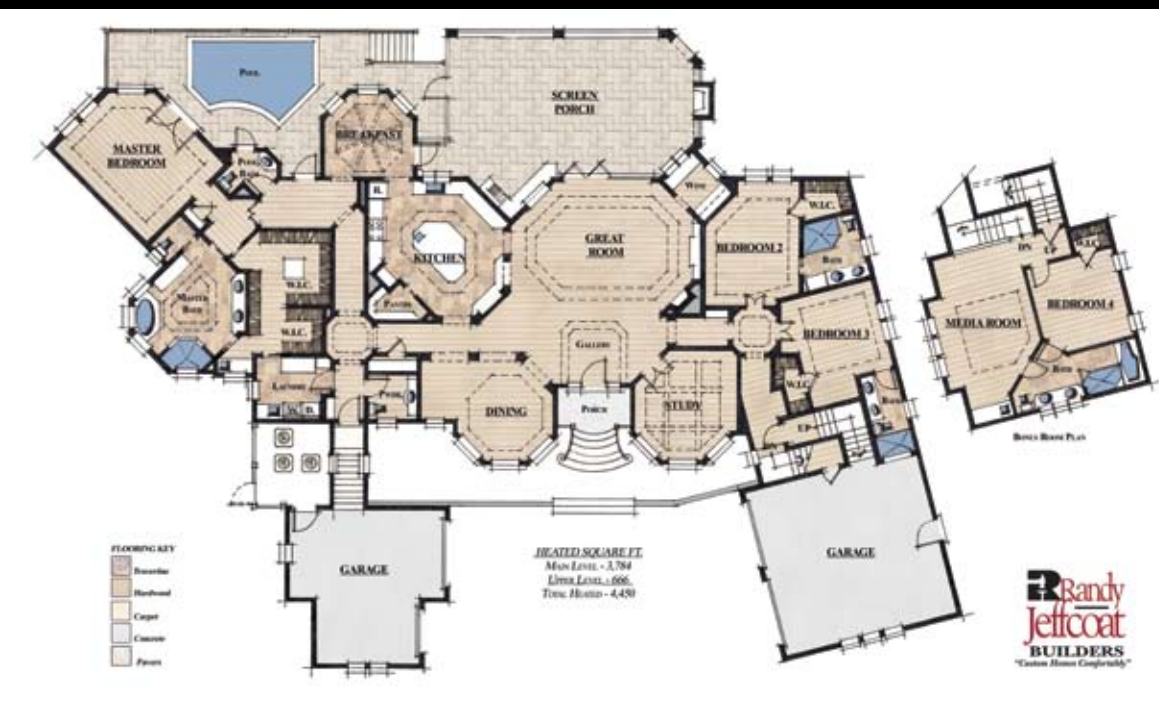 POOL
SCREEN
PORCH
BREAKFAST
MASTER
BEDROOM
POOL
BATH
R.
WINE
W.I.C.
BEDROOM 2
BATH
GREAT
ROOM
KITCHEN
PANTRY
MASTER
BATH
W.I.C.
W.I.C.
GALLERY
BEDROOM 3
W.I.C.
BATH
LAUNDRY
W. D.
PWDR.
DINING
PORCH
STUDY
UP
GARAGE
GARAGE
DN
UP
W.I.C.
BEDROOM 4
MEDIA ROOM
BATH
BONUS ROOM PLAN
FLOORING KEY
Travertine
Hardwood
Carpet
Concrete
Pavers
HEATED SQUARE FT.
MAIN LEVEL - 3,784
UPPER LEVEL - 666
TOTAL HEATED - 4,450
Randy
Jeffcoat
BUILDERS
"Custom Homes Comfortably"